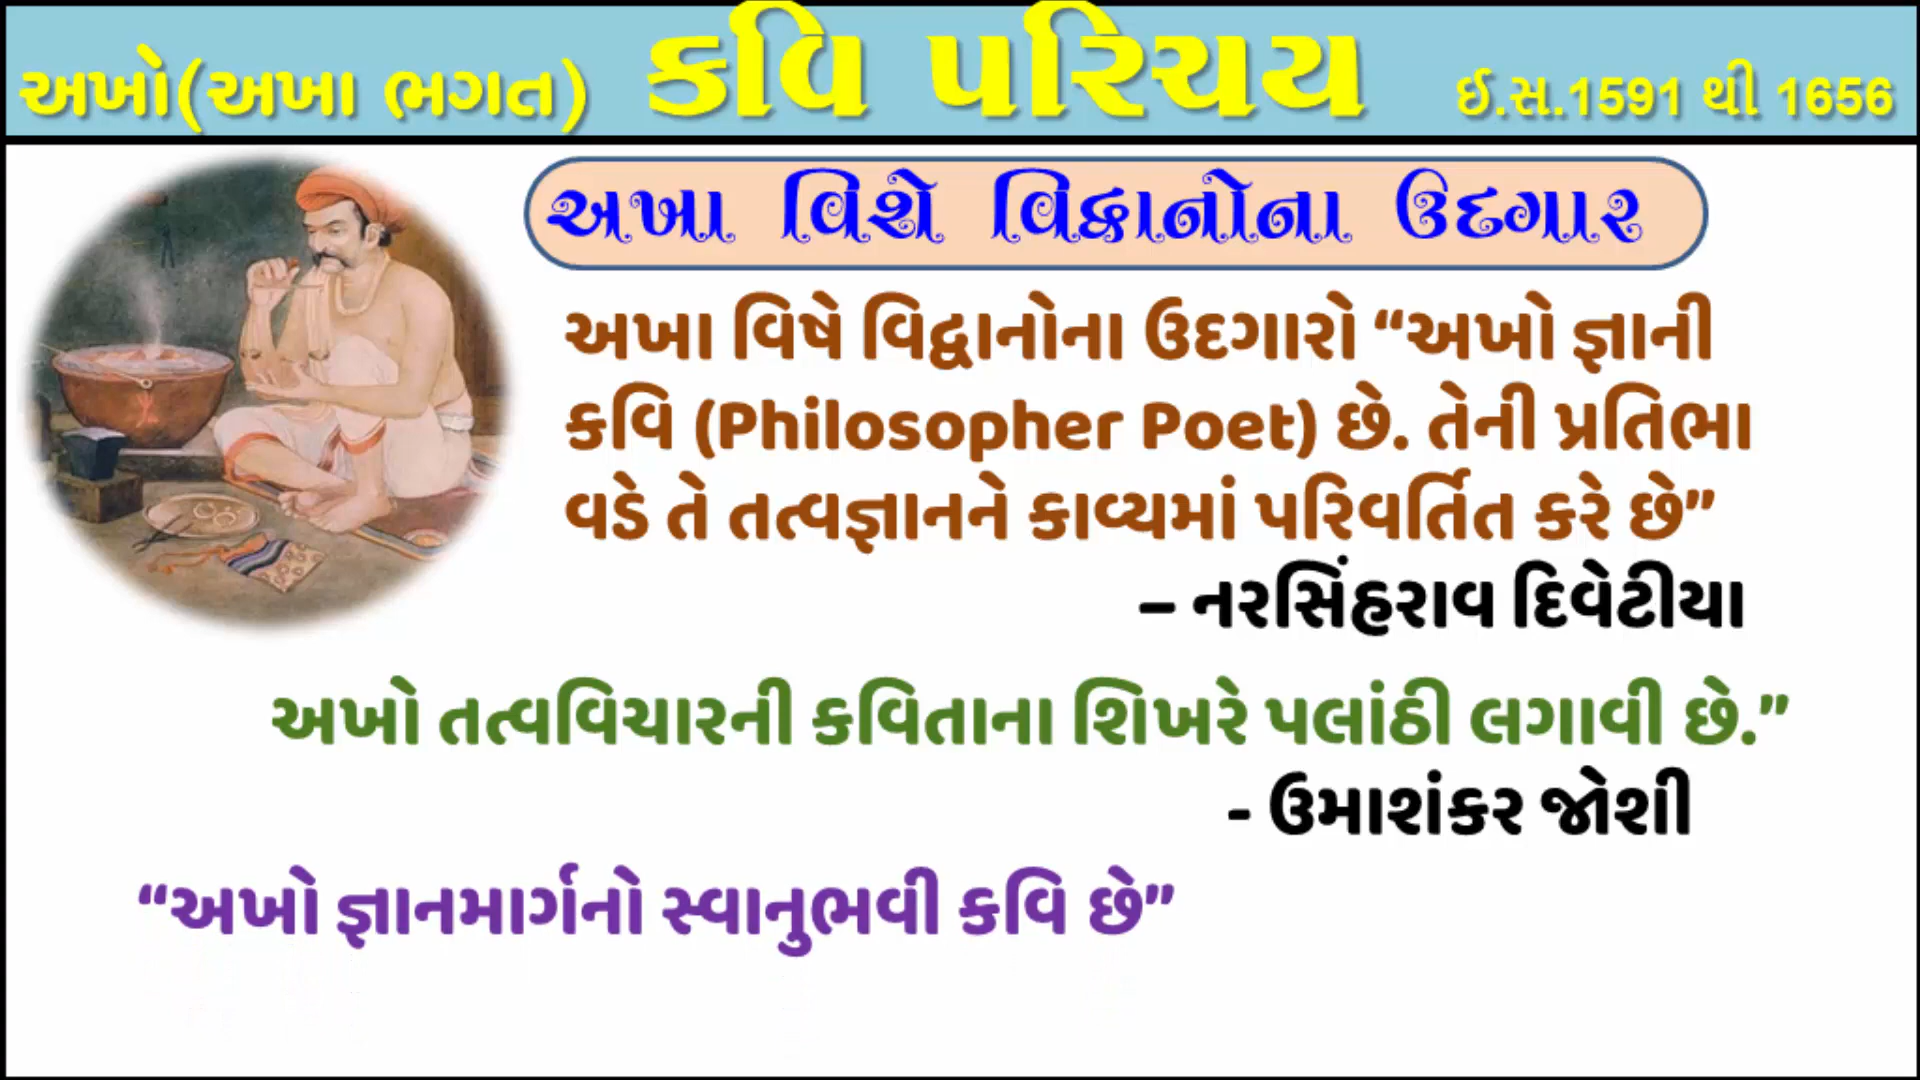 અખો(અખા ભગત) કવિ પરિચય ઈ.સ.1591 થી 1656
અખા વિશે વિદ્વાનોના ઉદગાર
અખા વિષે વિદ્વાનોના ઉદગારો “અખો જ્ઞાની
કવિ (Philosopher Poet) છે. તેની પ્રતિભા
વડે તે તત્વજ્ઞાનને કાવ્યમાં પરિવર્તિત કરે છે”
– નરસિંહરાવ દિવેટીયા
અખો તત્વવિચારની કવિતાના શિખરે પલાંઠી લગાવી છે.”
- ઉમાશંકર જોશી
“અખો જ્ઞાનમાર્ગનો સ્વાનુભવી કવિ છે”